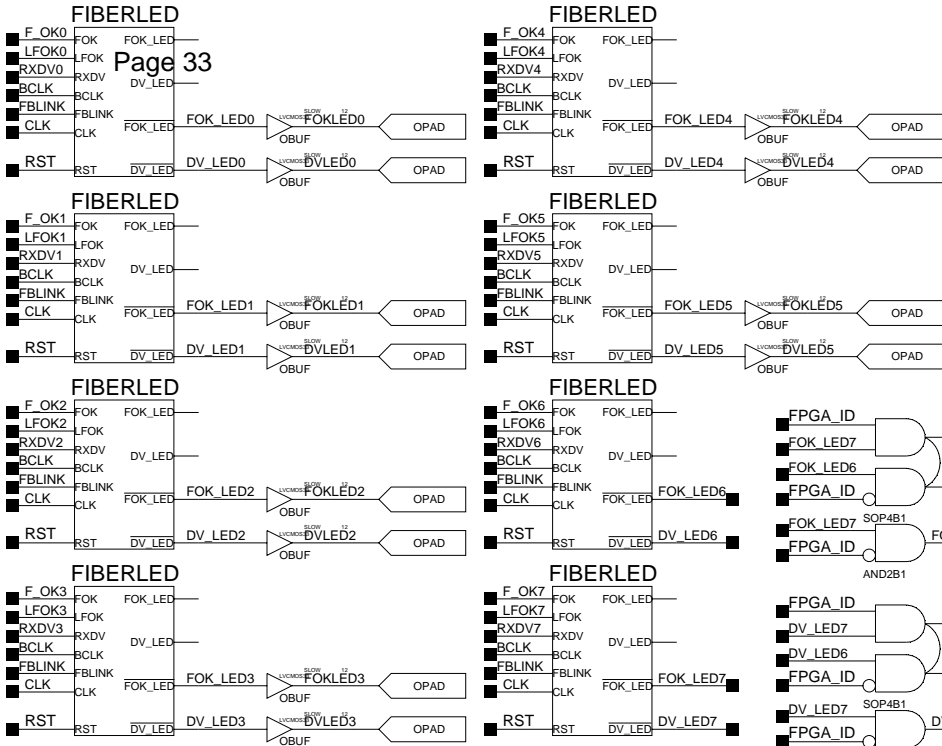 FIBERLED
F_OK0 FOK FOK_LED
LFOK0 LFOK Page 33
RXDV0 RXDV DV_LED
BCLK BCLK
FBLINK FBLINK
CLK CLK FOK_LED FOK_LED0 LVCMOS33 SLOW 12 FOKLED0 OPAD
OBUF
RST RST DV_LED DV_LED0 LVCMOS33 SLOW 12 DVLED0 OPAD
OBUF
FIBERLED
F_OK1 FOK FOK_LED
LFOK1 LFOK
RXDV1 RXDV DV_LED
BCLK BCLK
FBLINK FBLINK
CLK CLK FOK_LED FOK_LED1 LVCMOS33 SLOW 12 FOKLED1 OPAD
OBUF
RST RST DV_LED DV_LED1 LVCMOS33 SLOW 12 DVLED1 OPAD
OBUF
FIBERLED
F_OK2 FOK FOK_LED
LFOK2 LFOK
RXDV2 RXDV DV_LED
BCLK BCLK
FBLINK FBLINK
CLK CLK FOK_LED FOK_LED2 LVCMOS33 SLOW 12 FOKLED2 OPAD
OBUF
RST RST DV_LED DV_LED2 LVCMOS33 SLOW 12 DVLED2 OPAD
OBUF
FIBERLED
F_OK3 FOK FOK_LED
LFOK3 LFOK
RXDV3 RXDV DV_LED
BCLK BCLK
FBLINK FBLINK
CLK CLK FOK_LED FOK_LED3 LVCMOS33 SLOW 12 FOKLED3 OPAD
OBUF
RST RST DV_LED DV_LED3 LVCMOS33 SLOW 12 DVLED3 OPAD
OBUF
FIBERLED
F_OK4 FOK FOK_LED
LFOK4 LFOK
RXDV4 RXDV DV_LED
BCLK BCLK
FBLINK FBLINK
CLK CLK FOK_LED FOK_LED4 LVCMOS33 SLOW 12 FOKLED4 OPAD
OBUF
RST RST DV_LED DV_LED4 LVCMOS33 SLOW 12 DVLED4 OPAD
OBUF
FIBERLED
F_OK5 FOK FOK_LED
LFOK5 LFOK
RXDV5 RXDV DV_LED
BCLK BCLK
FBLINK FBLINK
CLK CLK FOK_LED FOK_LED5 LVCMOS33 SLOW 12 FOKLED5 OPAD
OBUF
RST RST DV_LED DV_LED5 LVCMOS33 SLOW 12 DVLED5 OPAD
OBUF
FIBERLED
F_OK6 FOK FOK_LED
LFOK6 LFOK
RXDV6 RXDV DV_LED
BCLK BCLK
FBLINK FBLINK
CLK CLK FOK_LED FOK_LED6
RST RST DV_LED DV_LED6
FIBERLED
F_OK7 FOK FOK_LED
LFOK7 LFOK
RXDV7 RXDV DV_LED
BCLK BCLK
FBLINK FBLINK
CLK CLK FOK_LED FOK_LED7
RST RST DV_LED DV_LED7
FPGA_ID
FOK_LED7
FOK_LED6
FPGA_ID
SOP4B1
FOK_LED7
FPGA_ID
AND2B1
FPGA_ID
DV_LED7
DV_LED6
FPGA_ID
SOP4B1
DV_LED7
FPGA_ID